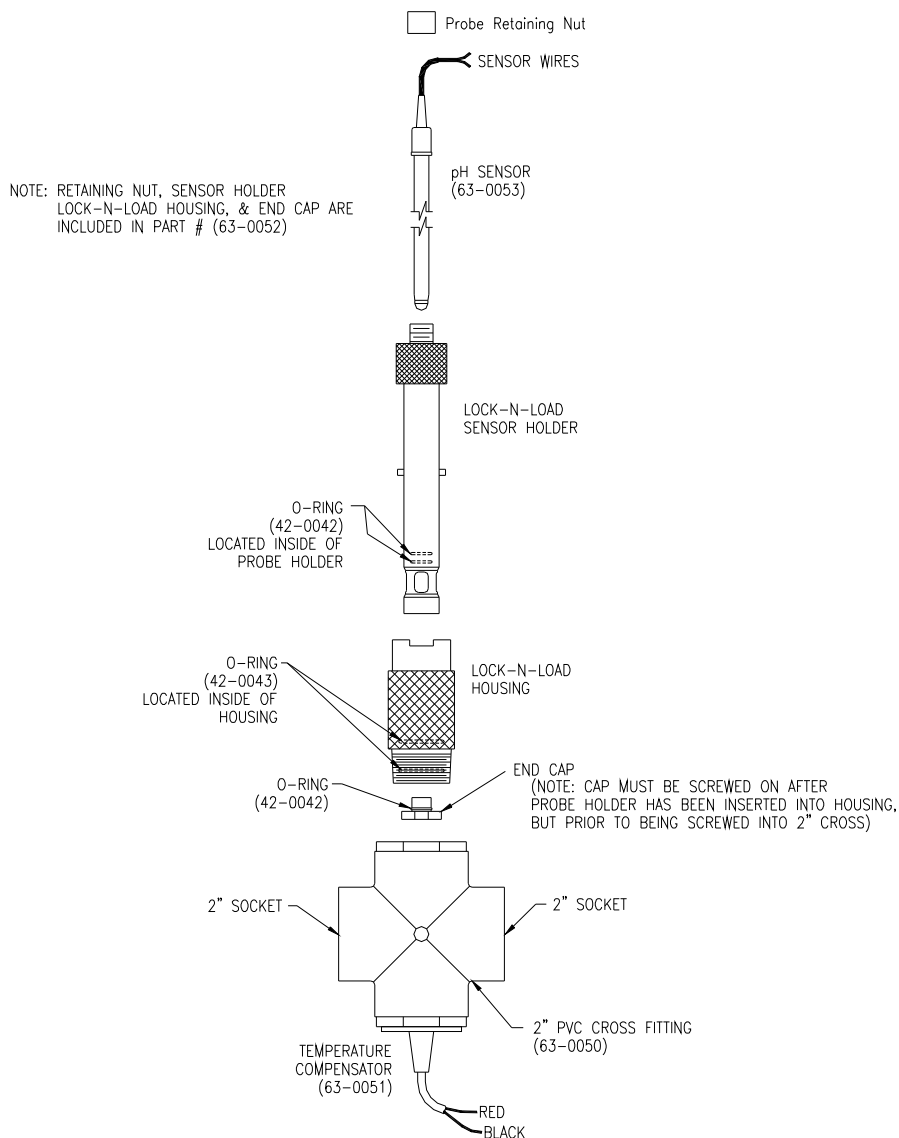 Probe Retaining Nut
SENSOR WIRES
pH SENSOR
(63-0053)
NOTE: RETAINING NUT, SENSOR HOLDER
LOCK-N-LOAD HOUSING, & END CAP ARE
INCLUDED IN PART # (63-0052)
LOCK-N-LOAD
SENSOR HOLDER
O-RING
(42-0042)
LOCATED INSIDE OF
PROBE HOLDER
O-RING
(42-0043)
LOCATED INSIDE OF
HOUSING
LOCK-N-LOAD
HOUSING
O-RING
(42-0042)
END CAP
(NOTE: CAP MUST BE SCREWED ON AFTER
PROBE HOLDER HAS BEEN INSERTED INTO HOUSING,
BUT PRIOR TO BEING SCREWED INTO 2" CROSS)
2" SOCKET
2" SOCKET
2" PVC CROSS FITTING
(63-0050)
TEMPERATURE
COMPENSATOR
(63-0051)
RED
BLACK